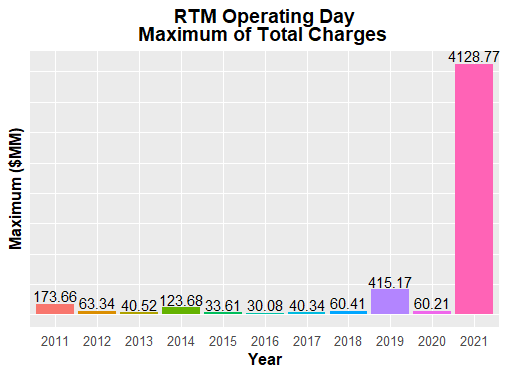 RTM Operating Day
Maximum of Total Charges
Maximum ($MM)
173.66 63.34 40.52 123.68 33.61 30.08 40.34 60.41 415.17 60.21 4128.77
2011 2012 2013 2014 2015 2016 2017 2018 2019 2020 2021
Year